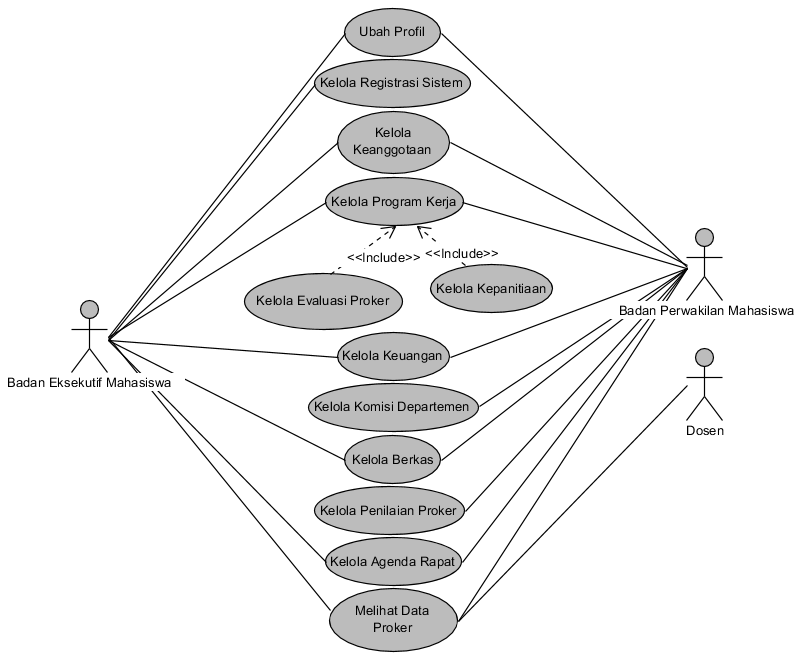 Ubah Profil
Kelola Registrasi Sistem
Kelola
Keanggotaan
Kelola Program Kerja
<<Include>>
<<Include>>
Kelola Evaluasi Proker
Kelola Kepanitiaan
Badan Perwakilan Mahasiswa
Kelola Keuangan
Badan Eksekutif Mahasiswa
Kelola Komisi Departemen
Dosen
Kelola Berkas
Kelola Penilaian Proker
Kelola Agenda Rapat
Melihat Data
Proker